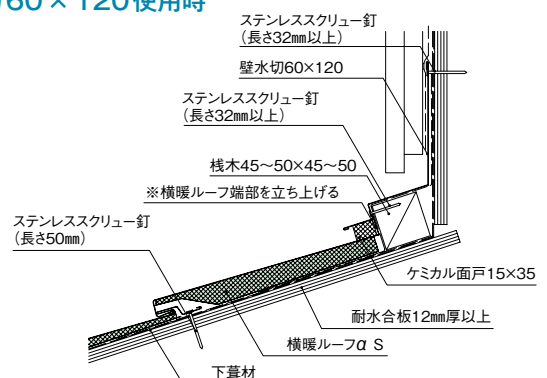 60×120使用時
ステンレススクリュー釘
(長さ32㎜以上)
壁水切60×120
ステンレススクリュー釘
(長さ32㎜以上)
桟木45〜50×45〜50
※横暖ルーフ端部を立ち上げる
ステンレススクリュー釘
(長さ50㎜)
ケミカル面戸15×35
耐水合板12㎜厚以上
横暖ルーフα S
下葺材